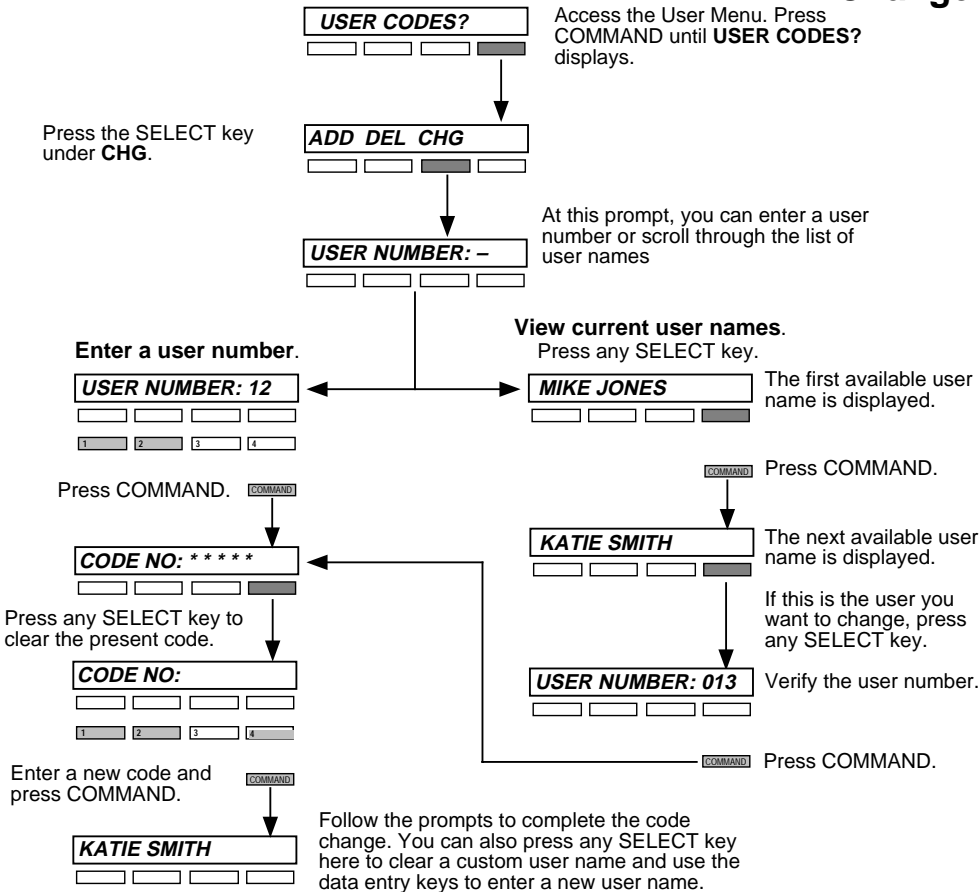 USER CODES?
Access the User Menu. Press
COMMAND until USER CODES?
displays.
Press the SELECT key
under CHG.
ADD DEL CHG
At this prompt, you can enter a user
number or scroll through the list of
user names
USER NUMBER: –
Enter a user number.
USER NUMBER: 12
1 2 3 4
Press COMMAND.
COMMAND
CODE NO: * * * * *
Press any SELECT key to
clear the present code.
CODE NO:
1 2 3 4
Enter a new code and
press COMMAND.
COMMAND
KATIE SMITH
Follow the prompts to complete the code
change. You can also press any SELECT key
here to clear a custom user name and use the
data entry keys to enter a new user name.
View current user names.
Press any SELECT key.
MIKE JONES
The first available user
name is displayed.
COMMAND
Press COMMAND.
KATIE SMITH
The next available user
name is displayed.
If this is the user you
want to change, press
any SELECT key.
USER NUMBER: 013
Verify the user number.
COMMAND
Press COMMAND.